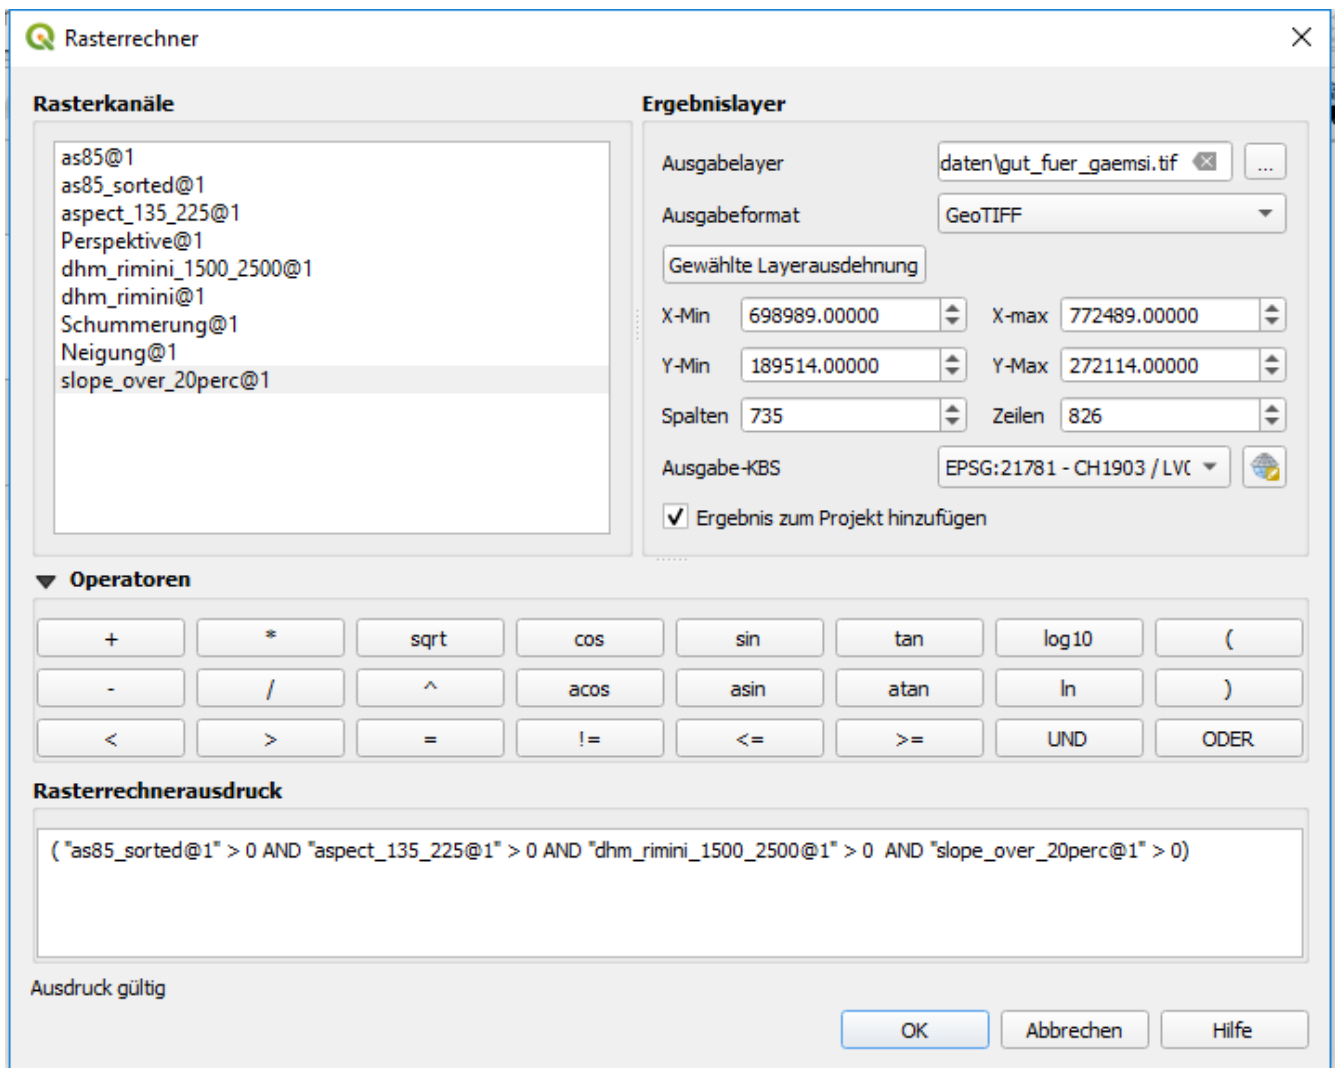 Rasterrechner
Rasterkanäle
as85@1
as85_sorted@1
aspect_135_225@1
Perspektive@1
dhm_rimini_1500_2500@1
dhm_rimini@1
Schummerung@1
Neigung@1
slope_over_20perc@1
Ergebnislayer
Ausgabelayer daten\gut_fuer_gaemsi.tif ...
Ausgabeformat GeoTIFF
Gewählte Layerausdehnung
X-Min 698989.00000 X-max 772489.00000
Y-Min 189514.00000 Y-Max 272114.00000
Spalten 735 Zeilen 826
Ausgabe-KBS EPSG:21781 - CH1903 / LV(
Ergebnis zum Projekt hinzufügen
Operatoren
+ * sqrt cos sin tan log10 (
- / ^ acos asin atan ln )
< > = != <= >= UND ODER
Rasterrechnerausdruck
( "as85_sorted@1" > 0 AND "aspect_135_225@1" > 0 AND "dhm_rimini_1500_2500@1" > 0  AND "slope_over_20perc@1" > 0)
Ausdruck gültig
OK Abbrechen Hilfe